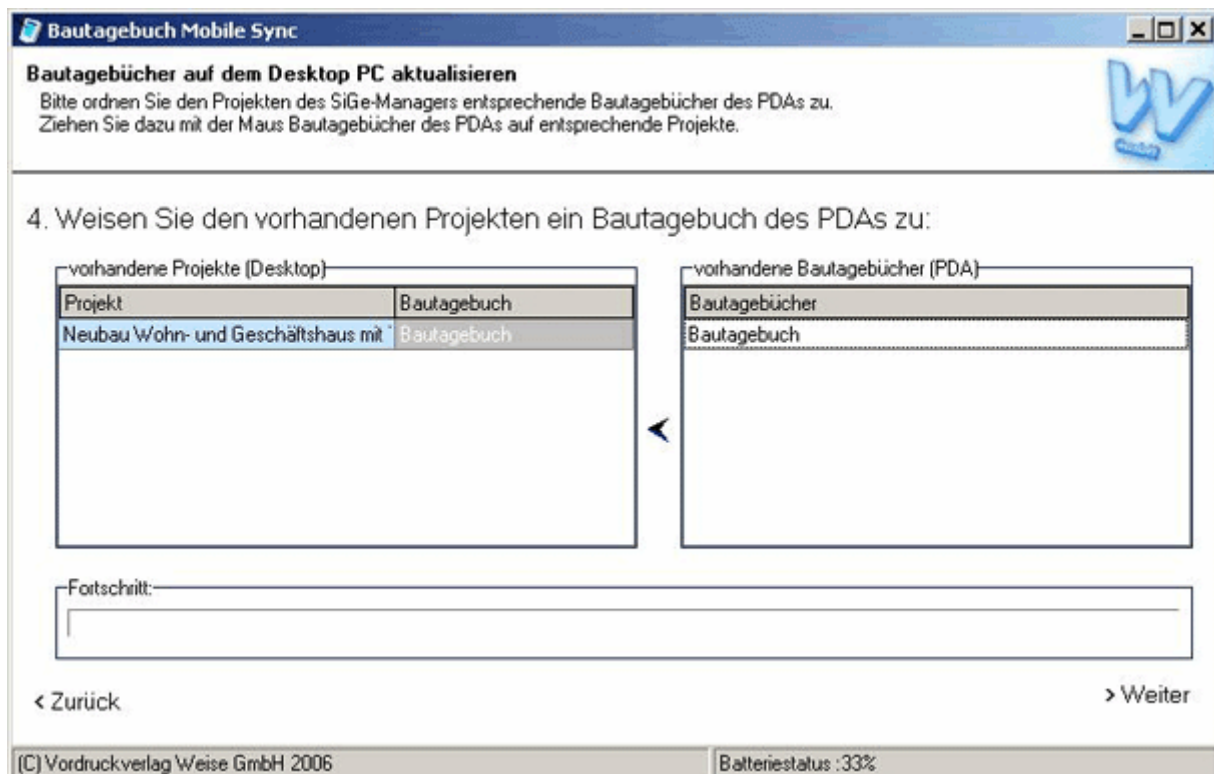 Bautagebuch Mobile Sync
Bautagebücher auf dem Desktop PC aktualisieren
Bitte ordnen Sie den Projekten des SiGe-Managers entsprechende Bautagebücher des PDAs zu.
Ziehen Sie dazu mit der Maus Bautagebücher des PDAs auf entsprechende Projekte.
W
GmbH
4. Weisen Sie den vorhandenen Projekten ein Bautagebuch des PDAs zu:
vorhandene Projekte (Desktop)
Projekt Bautagebuch
Neubau Wohn- und Geschäftshaus mit Bautagebuch
vorhandene Bautagebücher (PDA)
Bautagebücher
Bautagebuch
Fortschritt:
< Zurück
> Weiter
(C) Vordruckverlag Weise GmbH 2006
Batteriestatus :33%